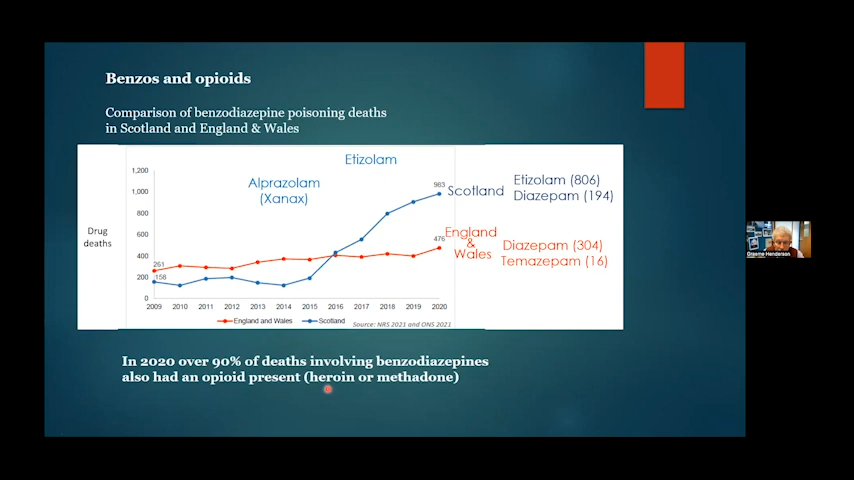 Benzos and opioids
Comparison of benzodiazepine poisoning deaths
in Scotland and England & Wales
Etizolam
Alprazolam
(Xanax)
Drug
deaths
1,200
1,000
800
600
400
200
0
261
158
983
476
2009 2010 2011 2012 2013 2014 2015 2016 2017 2018 2019 2020
England and Wales Scotland
Source: NRS 2021 and ONS 2021
Scotland
Etizolam (806)
Diazepam (194)
England
&
Wales
Diazepam (304)
Temazepam (16)
In 2020 over 90% of deaths involving benzodiazepines
also had an opioid present (heroin or methadone)
Graeme Henderson